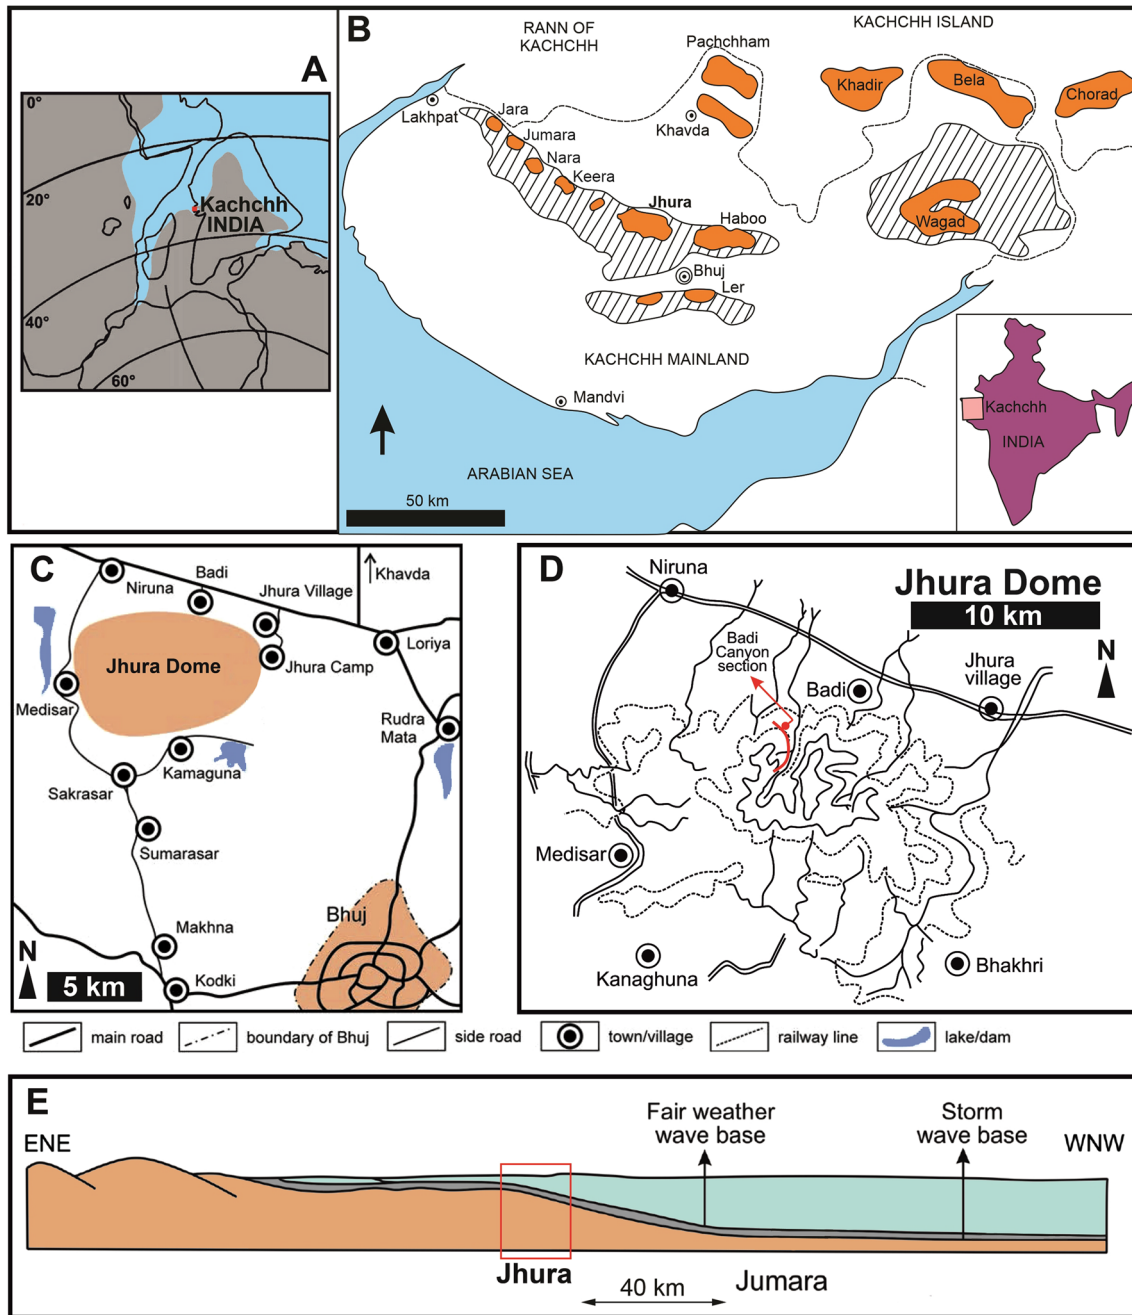 A
0°
20°
40°
60°
Kachchh
INDIA
B
RANN OF
KACHCHH
KACHCHH ISLAND
Pachchham
Khadir
Bela
Chorad
Lakhpat
Khavda
Jara
Jumara
Nara
Keera
Jhura
Haboo
Wagad
Bhuj
Ler
KACHCHH MAINLAND
Mandvi
ARABIAN SEA
50 km
Kachchh
INDIA
C
Khavda
Niruna
Badi
Jhura Village
Loriya
Jhura Dome
Jhura Camp
Medisar
Rudra
Mata
Kamaguna
Sakrasar
Sumarasar
Makhna
Bhuj
N
5 km
Kodki
D
Niruna
Jhura Dome
10 km
Badi
Canyon
section
N
Jhura
village
Badi
Medisar
Kanaghuna
Bhakhri
main road
boundary of Bhuj
side road
town/village
railway line
lake/dam
E
ENE
Fair weather
wave base
Storm
wave base
WNW
Jhura
40 km
Jumara